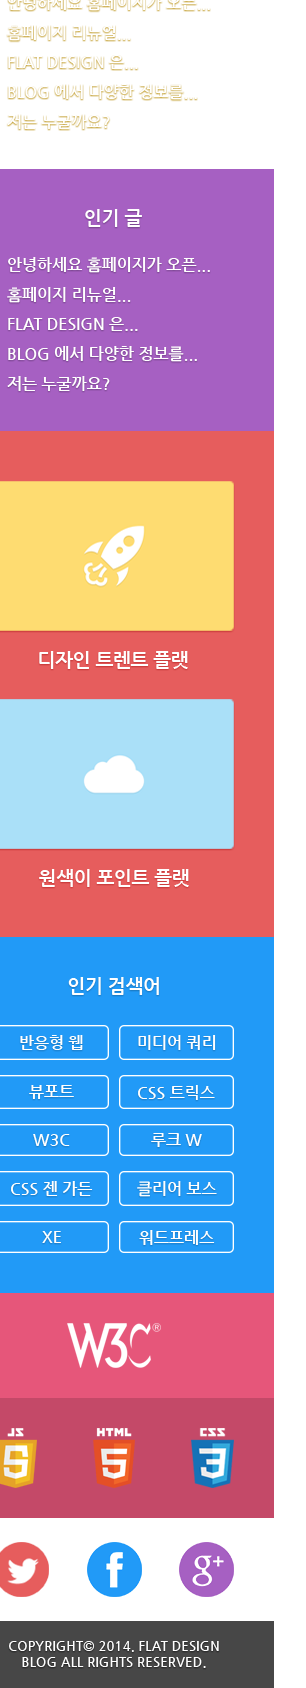 안녕하세요 홈페이지가 오픈...
홈페이지 리뉴얼...
FLAT DESIGN 은...
BLOG 에서 다양한 정보를...
저는 누굴까요?
인기 글
안녕하세요 홈페이지가 오픈...
홈페이지 리뉴얼...
FLAT DESIGN 은...
BLOG 에서 다양한 정보를...
저는 누굴까요?
디자인 트렌트 플랫
원색이 포인트 플랫
인기 검색어
반응형 웹
미디어 쿼리
뷰포트
CSS 트릭스
W3C
루크 W
CSS 젠 가든
클리어 보스
XE
워드프레스
W3C®
JS HTML CSS
5 5 3
f g+
COPYRIGHT© 2014. FLAT DESIGN
BLOG ALL RIGHTS RESERVED.